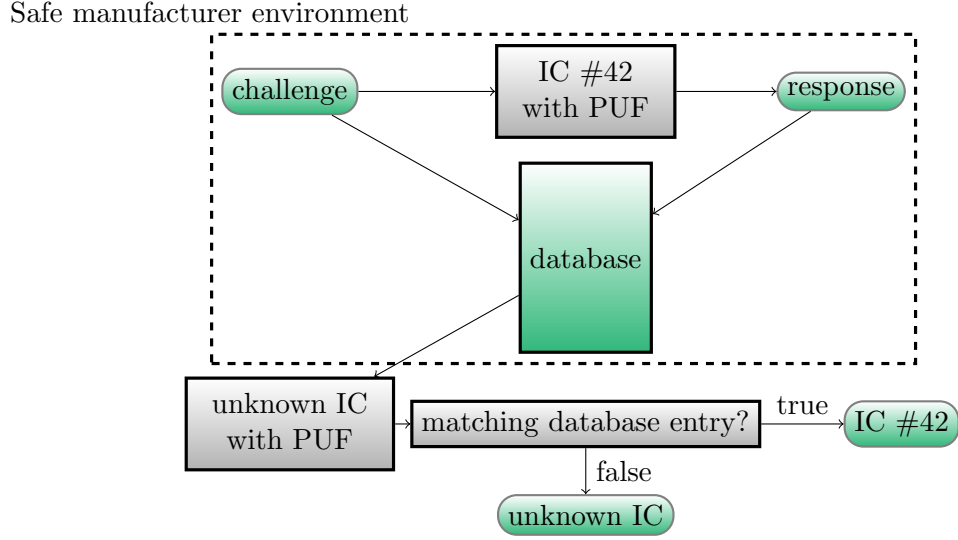 Safe manufacturer environment
challenge
IC #42
with PUF
response
database
unknown IC
with PUF
matching database entry?
true
IC #42
false
unknown IC